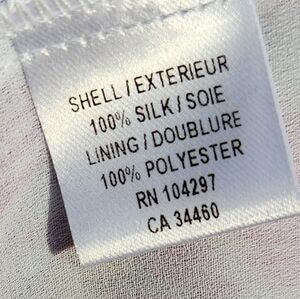 SHELL / EXTERIEUR
100% SILK / SOIE
LINING / DOUBLURE
100% POLYESTER
RN 104297
CA 34460